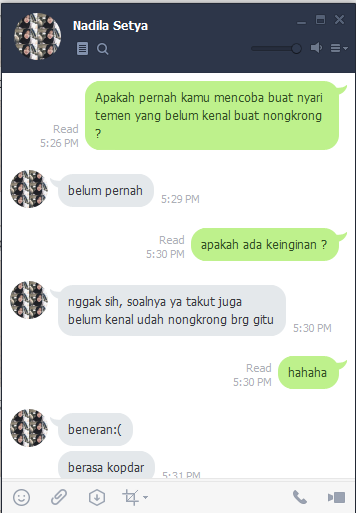 Nadila Setya
Apakah pernah kamu mencoba buat nyari
temen yang belum kenal buat nongkrong
?
Read
5:26 PM
belum pernah
5:29 PM
Read
5:30 PM
apakah ada keinginan ?
nggak sih, soalnya ya takut juga
belum kenal udah nongkrong brg gitu
5:30 PM
Read
5:30 PM
hahaha
beneran:(
berasa kopdar
5:31 PM